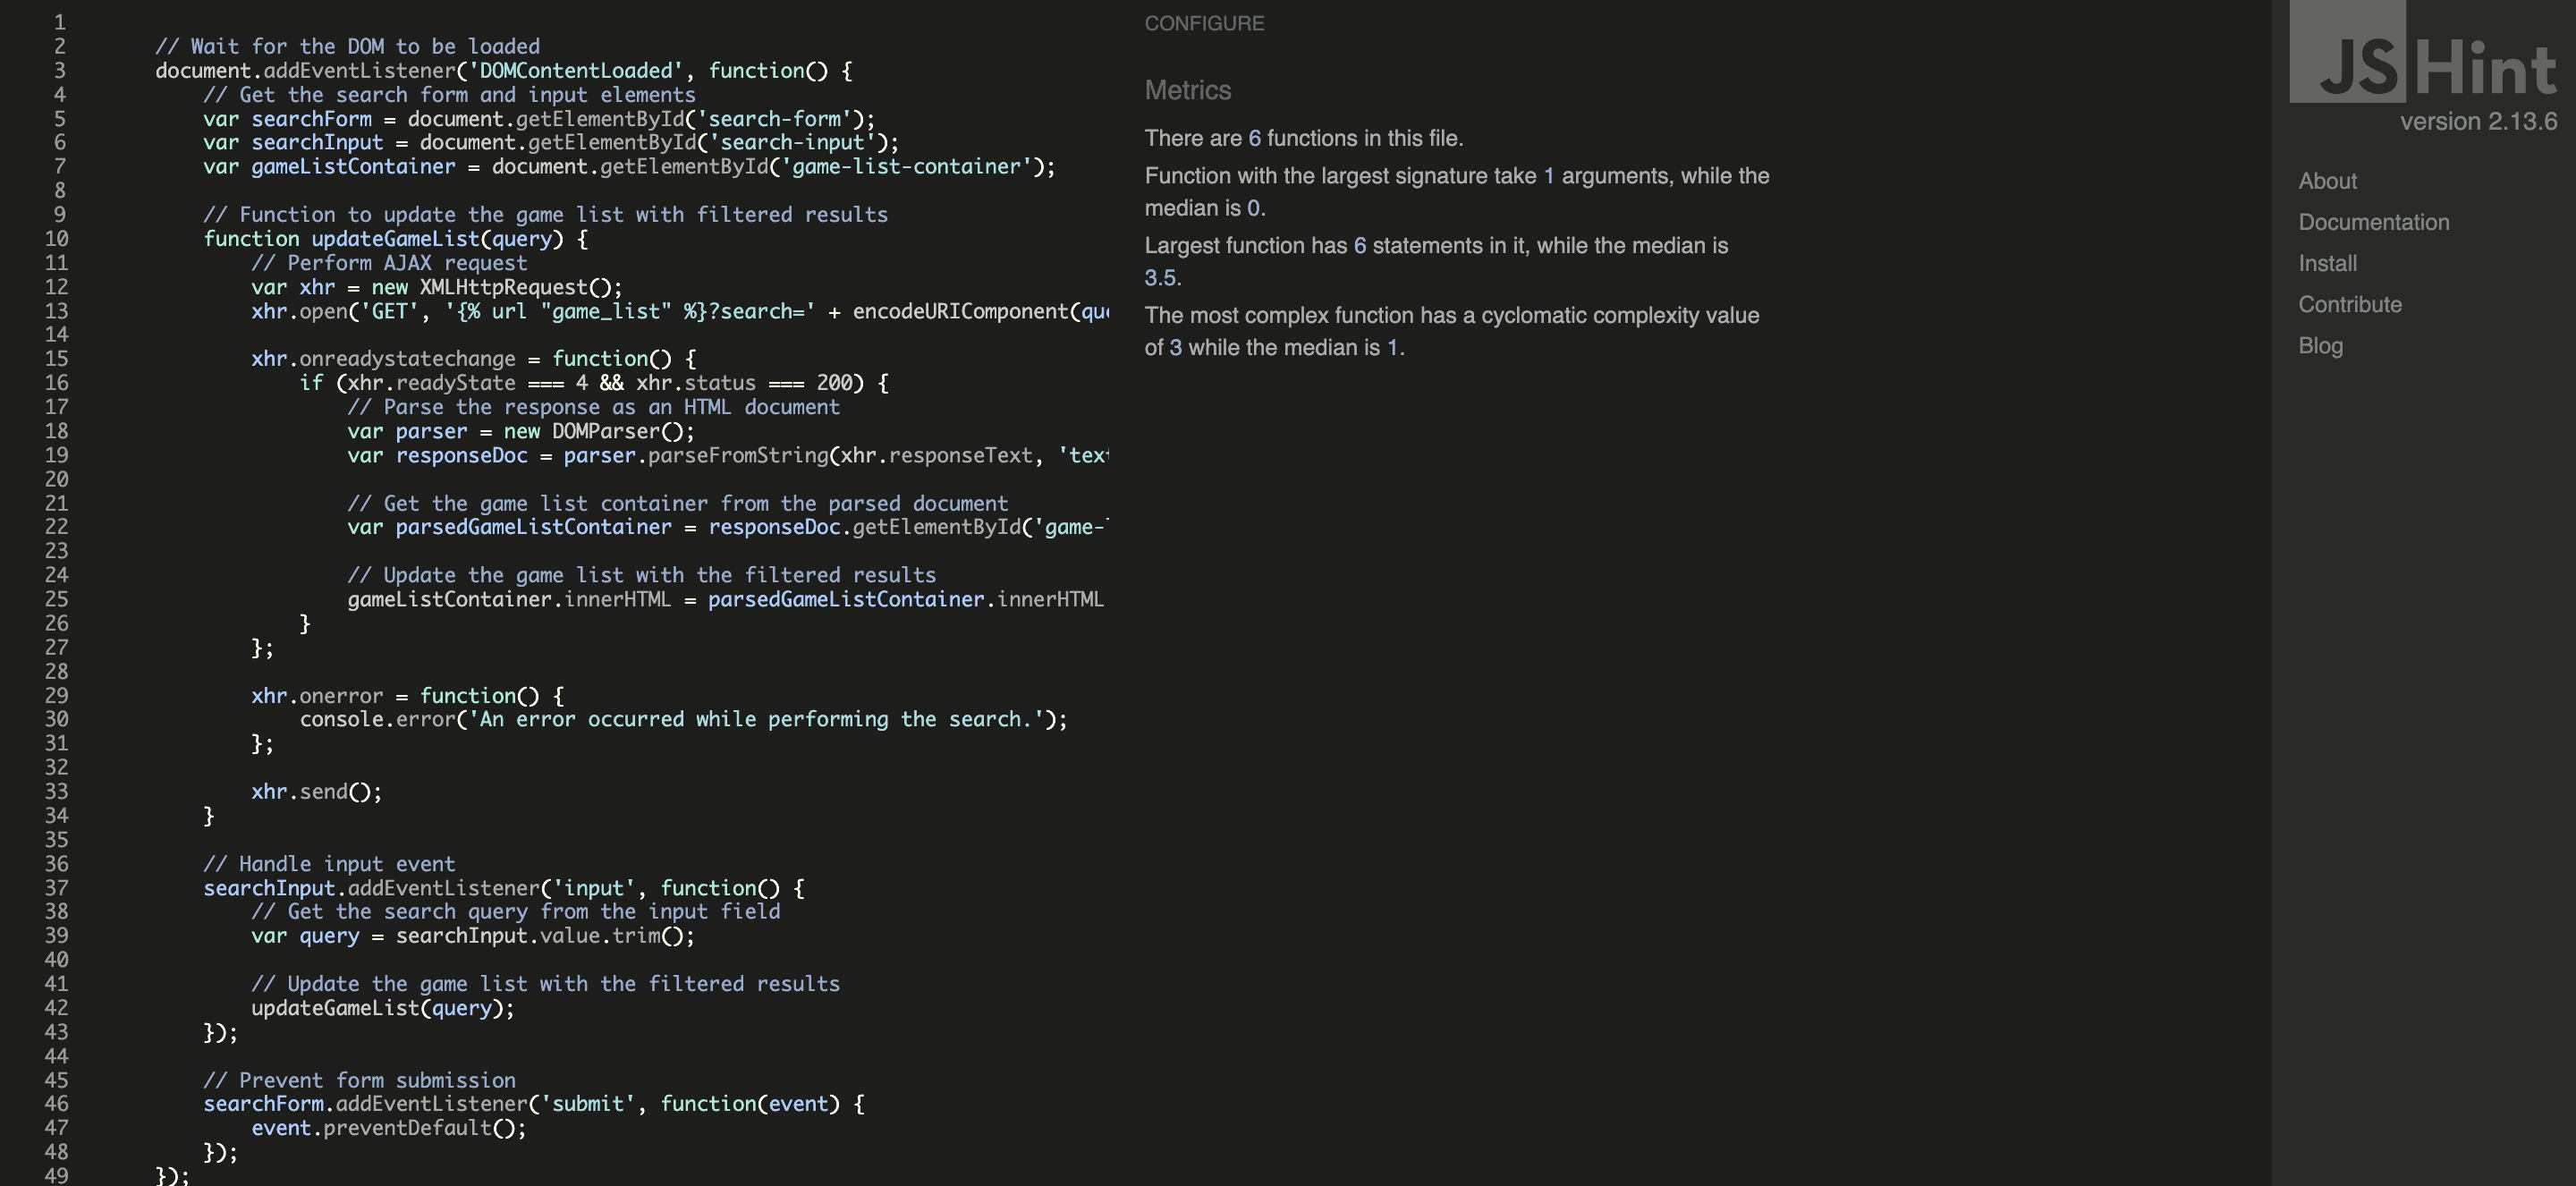 1
2 // Wait for the DOM to be loaded
3 document.addEventListener('DOMContentLoaded', function() {
4 // Get the search form and input elements
5 var searchForm = document.getElementById('search-form');
6 var searchInput = document.getElementById('search-input');
7 var gameListContainer = document.getElementById('game-list-container');
8
9 // Function to update the game list with filtered results
10 function updateGameList(query) {
11 // Perform AJAX request
12 var xhr = new XMLHttpRequest();
13 xhr.open('GET', '{% url "game_list" %}?search=' + encodeURIComponent(que
14
15 xhr.onreadystatechange = function() {
16 if (xhr.readyState === 4 && xhr.status === 200) {
17 // Parse the response as an HTML document
18 var parser = new DOMParser();
19 var responseDoc = parser.parseFromString(xhr.responseText, 'text
20
21 // Get the game list container from the parsed document
22 var parsedGameListContainer = responseDoc.getElementById('game-
23
24 // Update the game list with the filtered results
25 gameListContainer.innerHTML = parsedGameListContainer.innerHTML
26 }
27 };
28
29 xhr.onerror = function() {
30 console.error('An error occurred while performing the search.');
31 };
32
33 xhr.send();
34 }
35
36 // Handle input event
37 searchInput.addEventListener('input', function() {
38 // Get the search query from the input field
39 var query = searchInput.value.trim();
40
41 // Update the game list with the filtered results
42 updateGameList(query);
43 });
44
45 // Prevent form submission
46 searchForm.addEventListener('submit', function(event) {
47 event.preventDefault();
48 });
49 });
CONFIGURE
Metrics
There are 6 functions in this file.
Function with the largest signature take 1 arguments, while the
median is 0.
Largest function has 6 statements in it, while the median is
3.5.
The most complex function has a cyclomatic complexity value
of 3 while the median is 1.
JSHint
version 2.13.6
About
Documentation
Install
Contribute
Blog